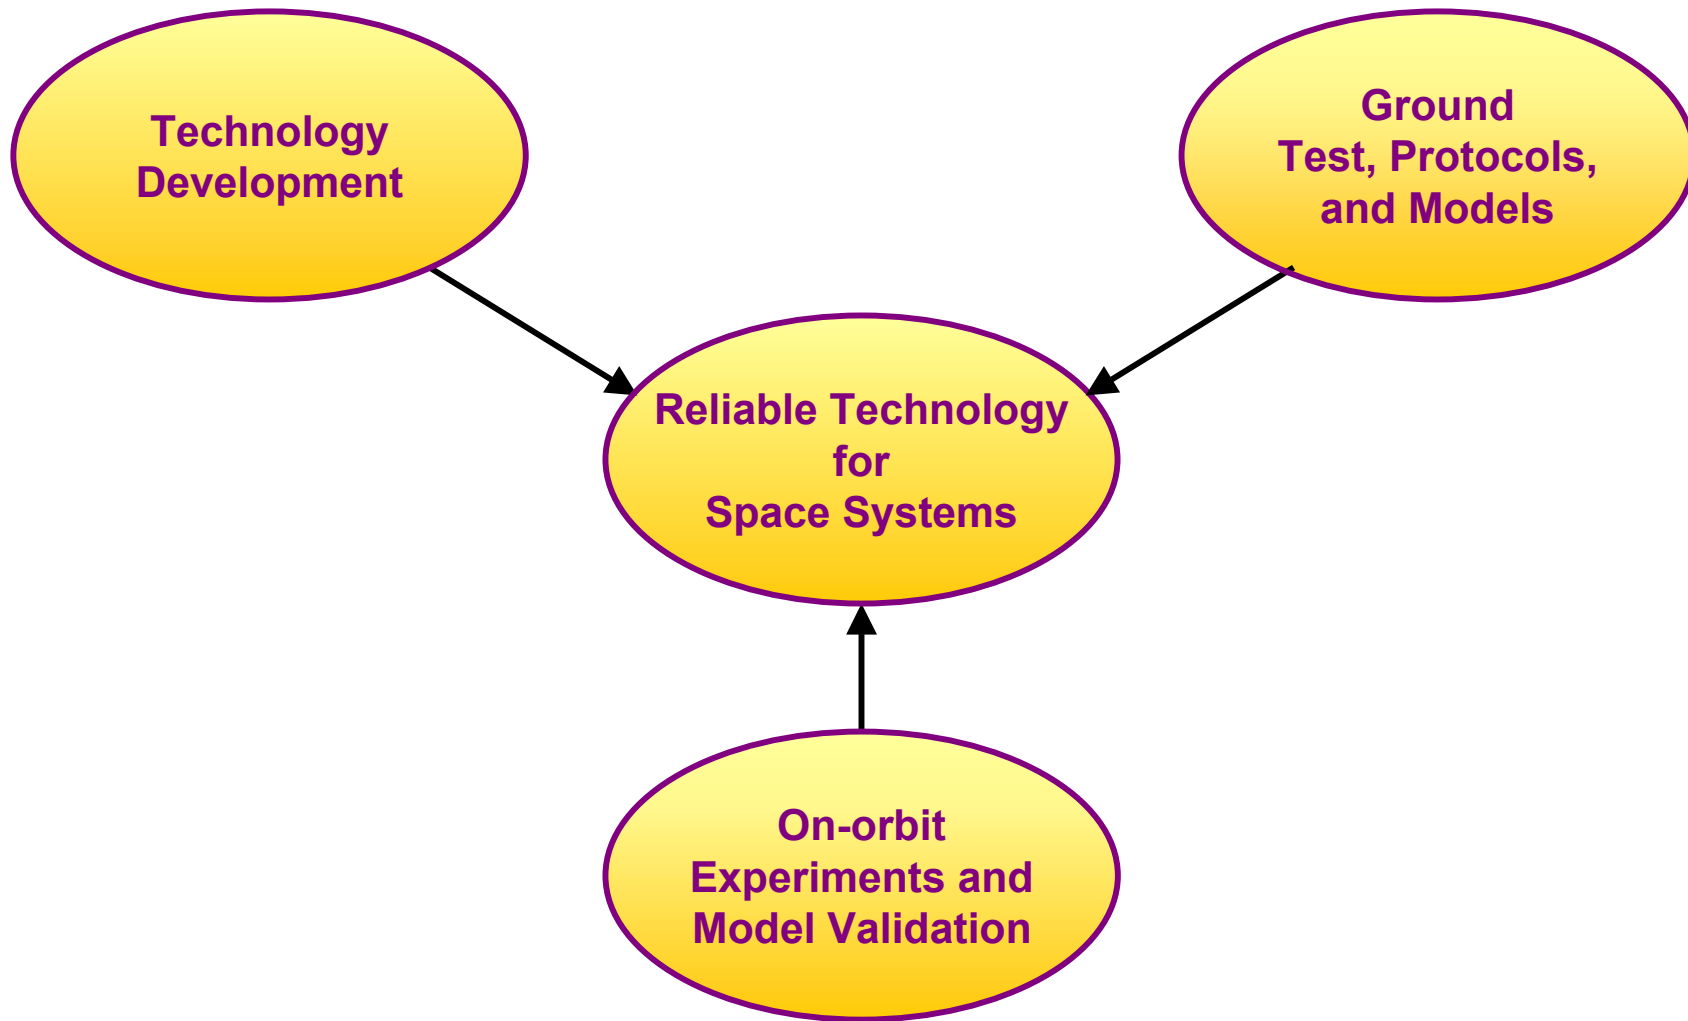 Technology
Development
Ground
Test, Protocols,
and Models
Reliable Technology
for
Space Systems
On-orbit
Experiments and
Model Validation